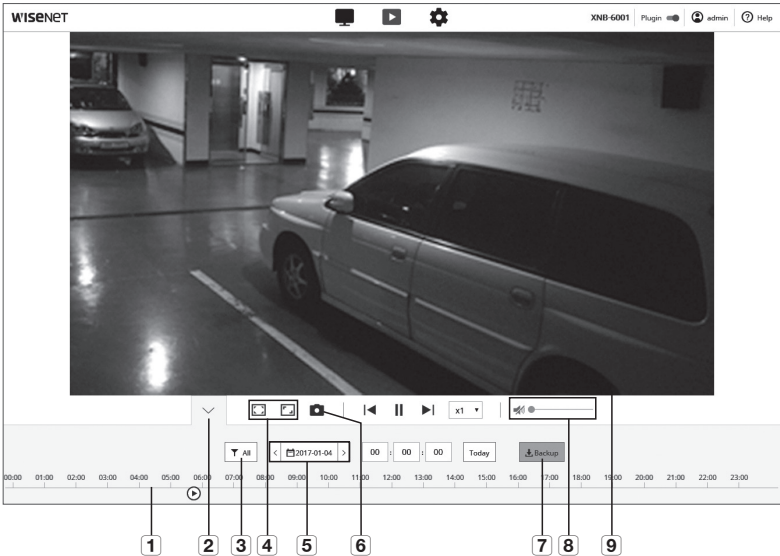 WISENET
XNB-6001 Plugin admin Help
x1
All 2017-01-04 00 : 00 : 00 Today Backup
00:00 01:00 02:00 03:00 04:00 05:00 06:00 07:00 08:00 09:00 10:00 11:00 12:00 13:00 14:00 15:00 16:00 17:00 18:00 19:00 20:00 21:00 22:00 23:00
1 2 3 4 5 6 7 8 9